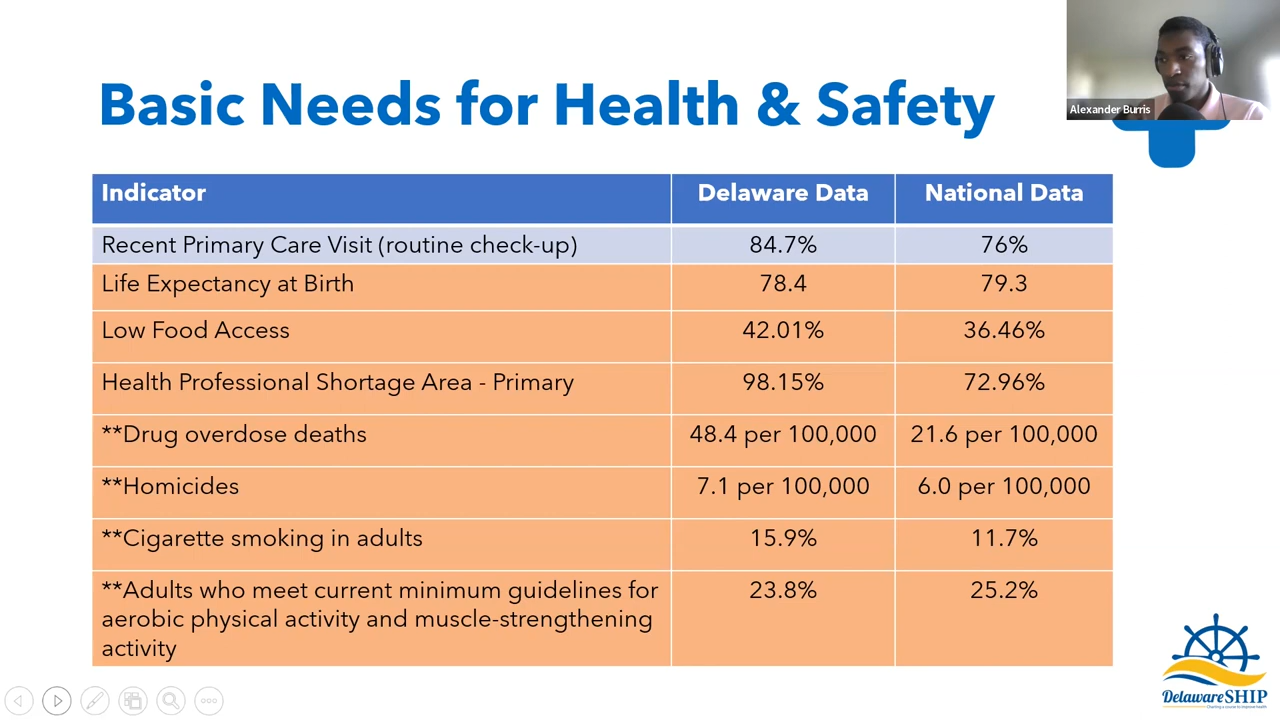 Basic Needs for Health & Safety
Alexander Burris
Indicator Delaware Data National Data
Recent Primary Care Visit (routine check-up) 84.7% 76%
Life Expectancy at Birth 78.4 79.3
Low Food Access 42.01% 36.46%
Health Professional Shortage Area - Primary 98.15% 72.96%
**Drug overdose deaths 48.4 per 100,000 21.6 per 100,000
**Homicides 7.1 per 100,000 6.0 per 100,000
**Cigarette smoking in adults 15.9% 11.7%
**Adults who meet current minimum guidelines for 23.8% 25.2%
aerobic physical activity and muscle-strengthening
activity
DelawareSHIP
Charting a course to improve health